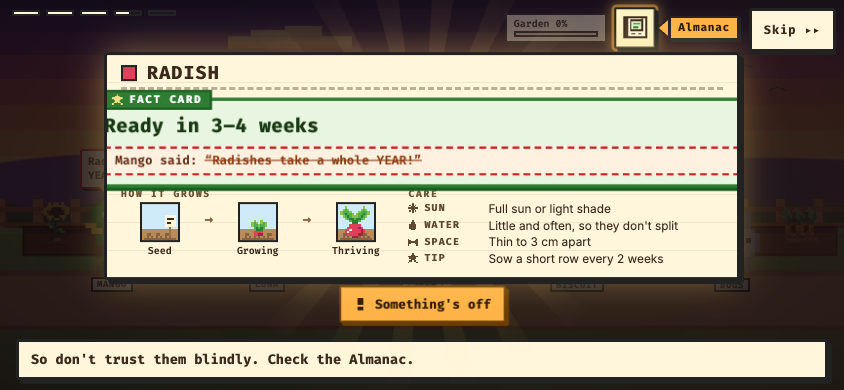 Garden 0%
Almanac
Skip ▸▸
RADISH
FACT CARD
Ready in 3–4 weeks
Mango said: "Radishes take a whole YEAR!"
HOW IT GROWS
Seed
→
Growing
→
Thriving
CARE
SUN Full sun or light shade
WATER Little and often, so they don't split
SPACE Thin to 3 cm apart
TIP Sow a short row every 2 weeks
MANGO
BISCUIT
! Something's off
So don't trust them blindly. Check the Almanac.